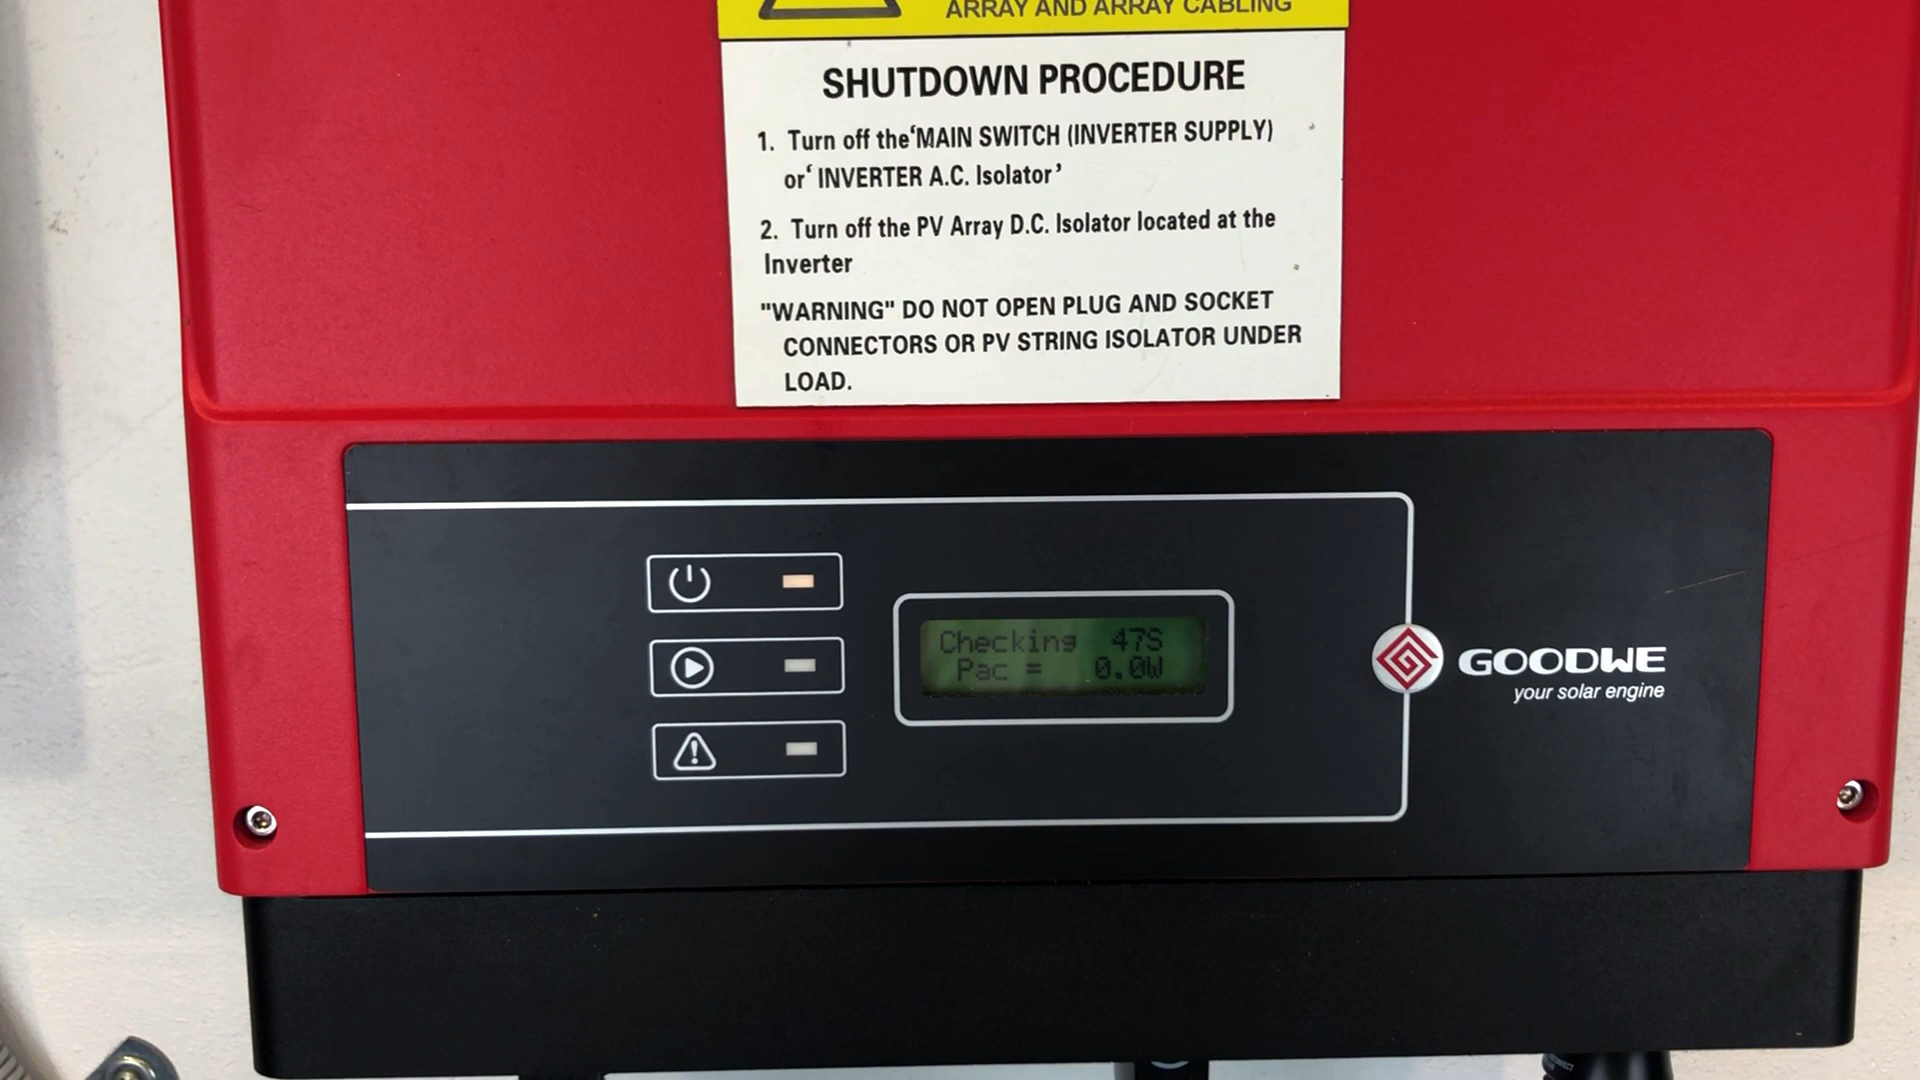 ARRAY AND ARRAY CABLING
SHUTDOWN PROCEDURE
1. Turn off the‘MAIN SWITCH (INVERTER SUPPLY)
or‘ INVERTER A.C. Isolator’
2. Turn off the PV Array D.C. Isolator located at the
Inverter
"WARNING" DO NOT OPEN PLUG AND SOCKET
CONNECTORS OR PV STRING ISOLATOR UNDER
LOAD.
Checking 47S
Pac = 0.0W
GOODWE
your solar engine